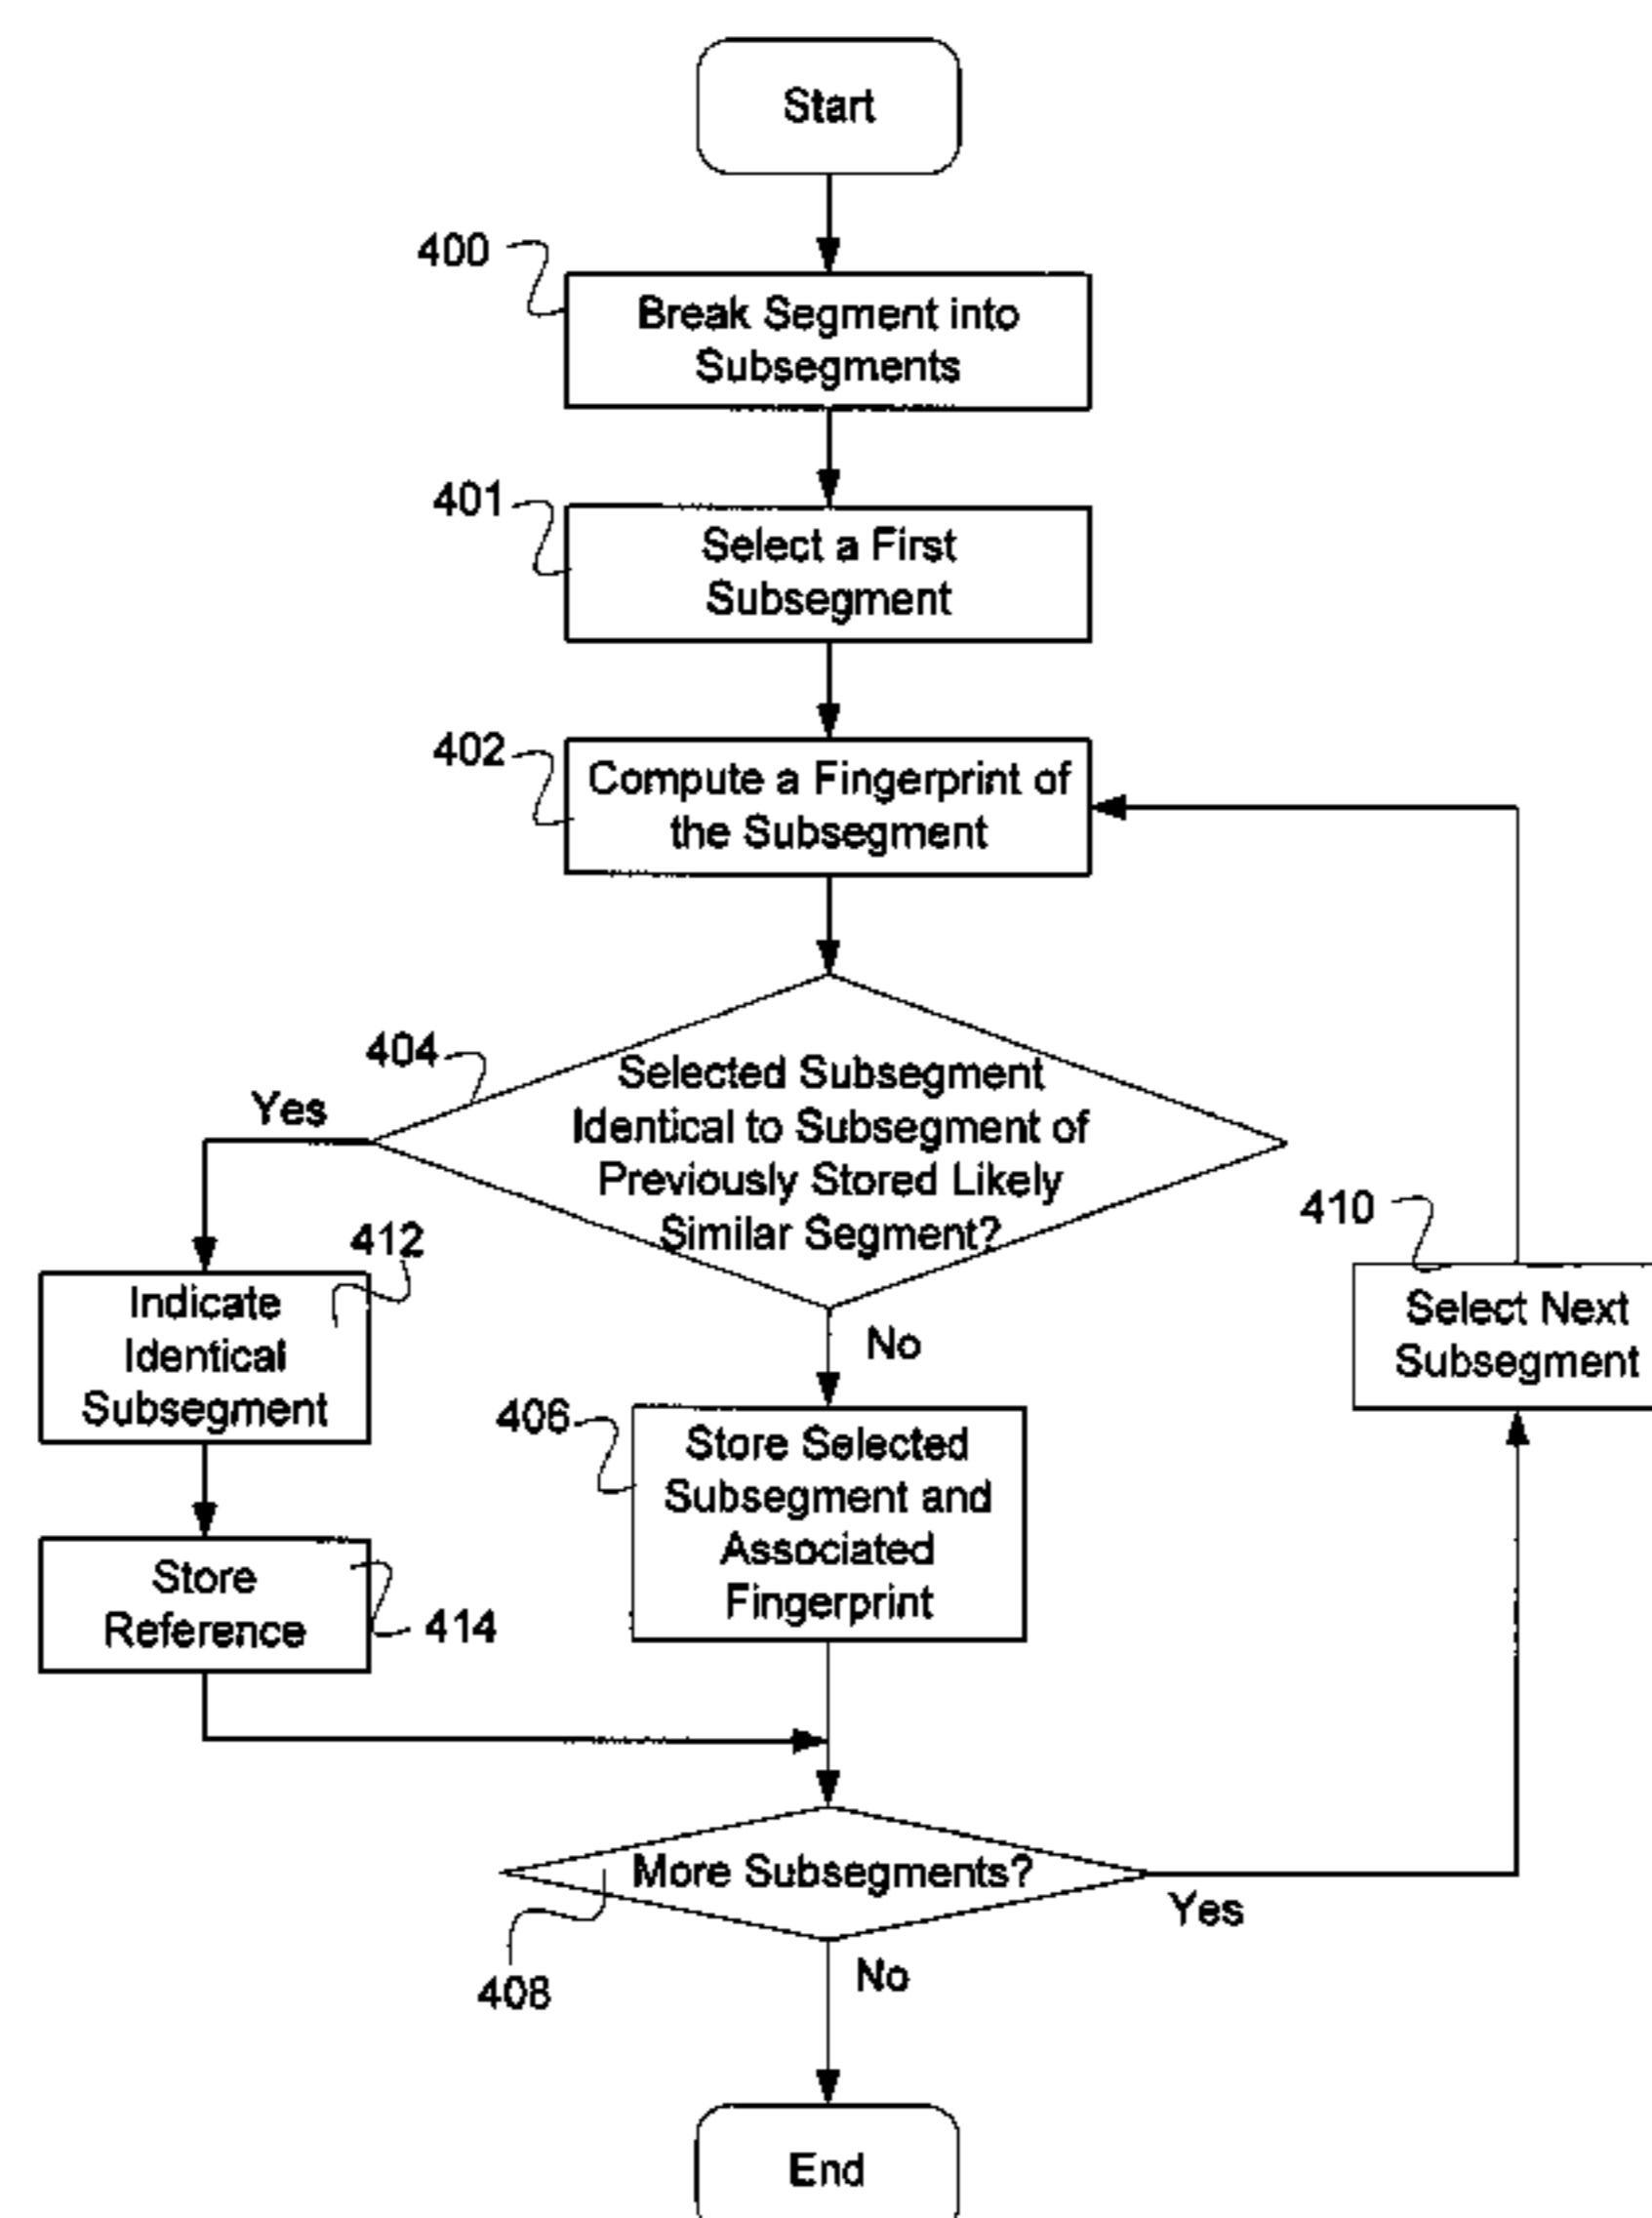 Start
400
Break Segment into
Subsegments
401
Select a First
Subsegment
402
Compute a Fingerprint of
the Subsegment
404
Selected Subsegment
Identical to Subsegment of
Previously Stored Likely
Similar Segment?
Yes
412
Indicate
Identical
Subsegment
No
410
Select Next
Subsegment
406
Store Selected
Subsegment and
Associated
Fingerprint
Store
Reference
414
More Subsegments?
Yes
408
No
End